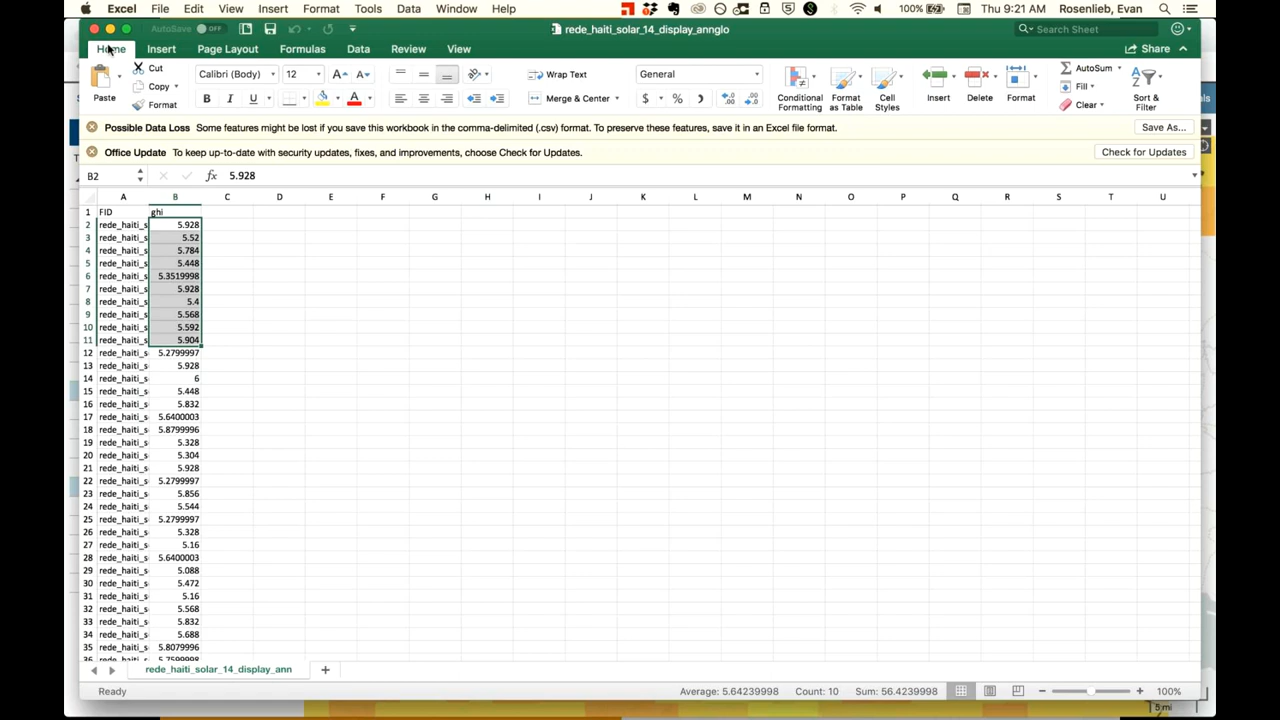 Excel File Edit View Insert Format Tools Data Window Help 100% Thu 9:21 AM Rosenlieb, Evan
AutoSave OFF rede_haiti_solar_14_display_annglo Search Sheet
Home Insert Page Layout Formulas Data Review View Share
Paste Cut Calibri (Body) 12 A A Wrap Text General Conditional Formatting Format as Table Cell Styles Insert Delete Format AutoSum Sort & Filter
Copy Fill
Format B I U A Merge & Center $ % Clear
Possible Data Loss Some features might be lost if you save this workbook in the comma-delimited (.csv) format. To preserve these features, save it in an Excel file format. Save As...
Office Update To keep up-to-date with security updates, fixes, and improvements, choose Check for Updates. Check for Updates
B2 fx 5.928
A B C D E F G H I J K L M N O P Q R S T U
1 FID ghi
2 rede_haiti_s 5.928
3 rede_haiti_s 5.52
4 rede_haiti_s 5.784
5 rede_haiti_s 5.448
6 rede_haiti_s 5.3519998
7 rede_haiti_s 5.928
8 rede_haiti_s 5.4
9 rede_haiti_s 5.568
10 rede_haiti_s 5.592
11 rede_haiti_s 5.904
12 rede_haiti_s 5.2799997
13 rede_haiti_s 5.928
14 rede_haiti_s 6
15 rede_haiti_s 5.448
16 rede_haiti_s 5.832
17 rede_haiti_s 5.6400003
18 rede_haiti_s 5.8799996
19 rede_haiti_s 5.328
20 rede_haiti_s 5.304
21 rede_haiti_s 5.928
22 rede_haiti_s 5.2799997
23 rede_haiti_s 5.856
24 rede_haiti_s 5.544
25 rede_haiti_s 5.2799997
26 rede_haiti_s 5.328
27 rede_haiti_s 5.16
28 rede_haiti_s 5.6400003
29 rede_haiti_s 5.088
30 rede_haiti_s 5.472
31 rede_haiti_s 5.16
32 rede_haiti_s 5.568
33 rede_haiti_s 5.832
34 rede_haiti_s 5.688
35 rede_haiti_s 5.8079996
36 rede_haiti_s 5.7599998
rede_haiti_solar_14_display_ann +
Ready Average: 5.64239998 Count: 10 Sum: 56.4239998 100%
5 mi